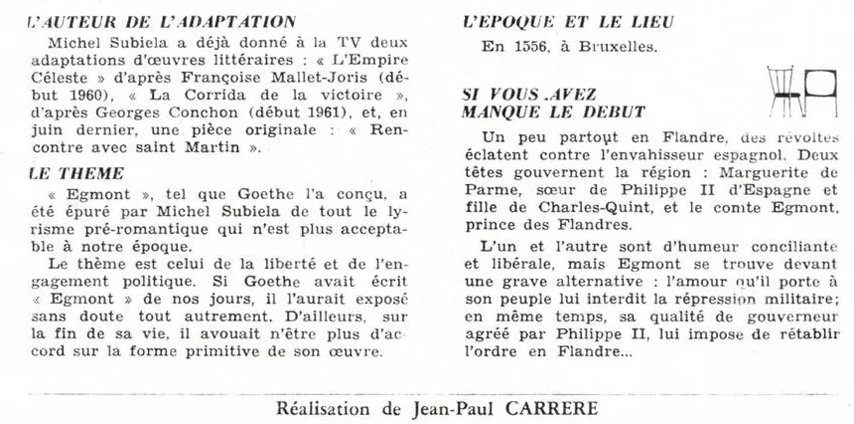 L'AUTEUR DE L'ADAPTATION
Michel Subiela a déjà donné à la TV deux
adaptations d'œuvres littéraires : « L'Empire
Céleste » d'après Françoise Mallet-Joris (dé-
but 1960), « La Corrida de la victoire »,
d'après Georges Conchon (début 1961), et, en
juin dernier, une pièce originale : « Ren-
contre avec saint Martin ».
LE THEME
« Egmont », tel que Goethe l'a conçu, a
été épuré par Michel Subiela de tout le ly-
risme pré-romantique qui n'est plus accepta-
ble à notre époque.
Le thème est celui de la liberté et de l'en-
gagement politique. Si Goethe avait écrit
« Egmont » de nos jours, il l'aurait exposé
sans doute tout autrement. D'ailleurs, sur
la fin de sa vie, il avouait n'être plus d'ac-
cord sur la forme primitive de son œuvre.
L'EPOQUE ET LE LIEU
En 1556, à Bruxelles.
SI VOUS .AVEZ
MANQUE LE DEBUT
Un peu partout en Flandre, des révoltes
éclatent contre l'envahisseur espagnol. Deux
têtes gouvernent la région : Marguerite de
Parme, sœur de Philippe II d'Espagne et
fille de Charles-Quint, et le comte Egmont,
prince des Flandres.
L'un et l'autre sont d'humeur conciliante
et libérale, mais Egmont se trouve devant
une grave alternative : l'amour qu'il porte à
son peuple lui interdit la répression militaire;
en même temps, sa qualité de gouverneur
agréé par Philippe II, lui impose de rétablir
l'ordre en Flandre...
Réalisation de Jean-Paul CARRERE